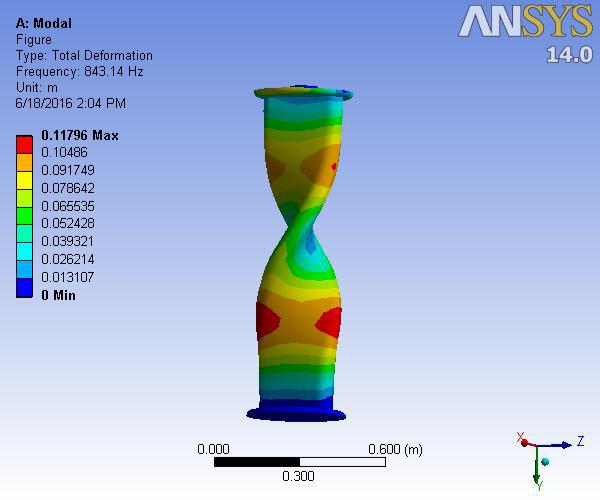 A: Modal
Figure
Type: Total Deformation
Frequency: 843.14 Hz
Unit: m
6/18/2016 2:04 PM
ANSYS
14.0
0.11796 Max
0.10486
0.091749
0.078642
0.065535
0.052428
0.039321
0.026214
0.013107
0 Min
0.000
0.600 (m)
0.300
X
Z
Y